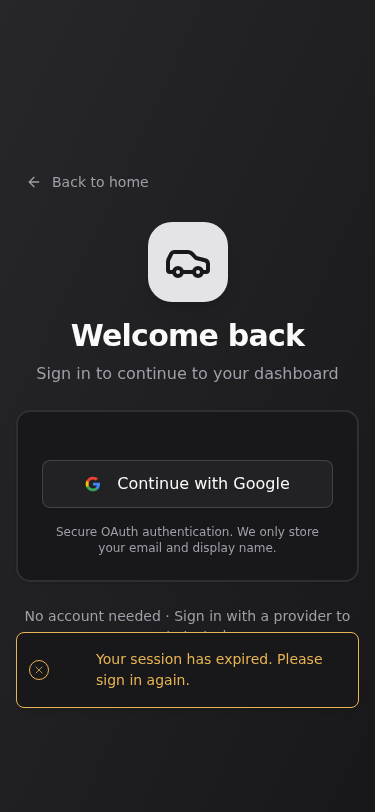 Back to home
Welcome back
Sign in to continue to your dashboard
Continue with Google
Secure OAuth authentication. We only store
your email and display name.
No account needed · Sign in with a provider to
Your session has expired. Please
sign in again.